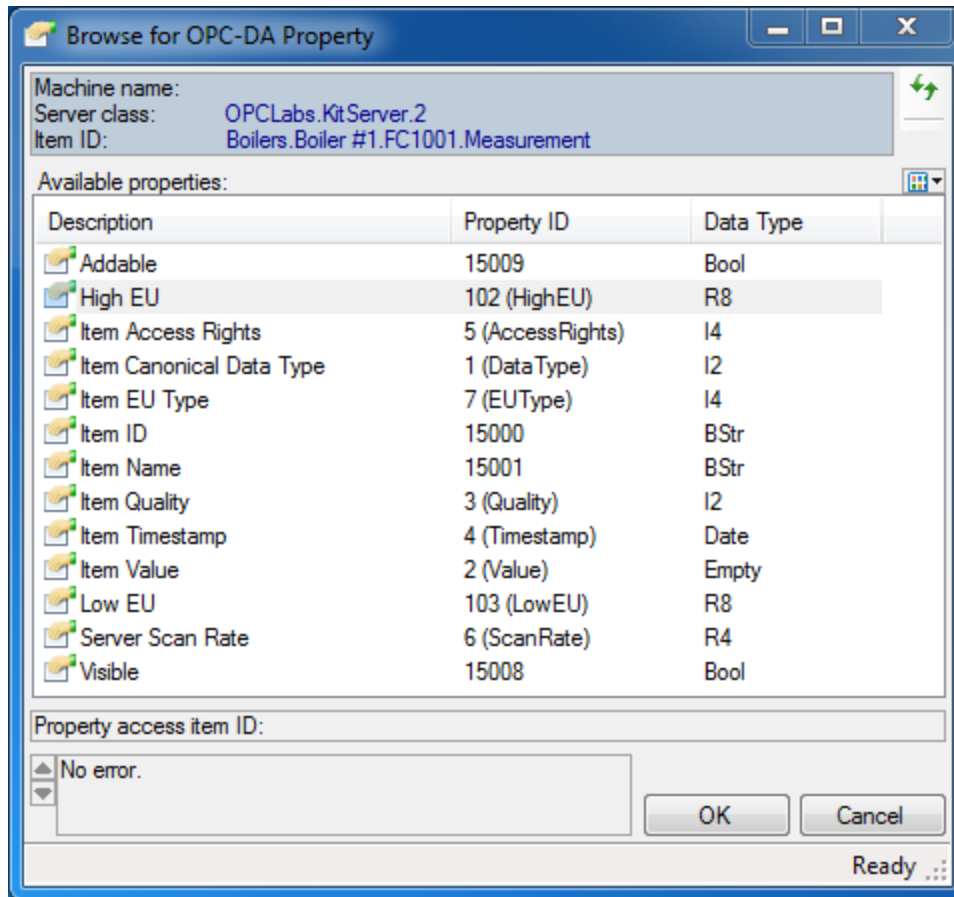 Browse for OPC-DA Property
Machine name:
Server class: OPCLabs.KitServer.2
Item ID: Boilers.Boiler #1.FC1001.Measurement
Available properties:
Description Property ID Data Type
Addable 15009 Bool
High EU 102 (HighEU) R8
Item Access Rights 5 (AccessRights) I4
Item Canonical Data Type 1 (DataType) I2
Item EU Type 7 (EUType) I4
Item ID 15000 BStr
Item Name 15001 BStr
Item Quality 3 (Quality) I2
Item Timestamp 4 (Timestamp) Date
Item Value 2 (Value) Empty
Low EU 103 (LowEU) R8
Server Scan Rate 6 (ScanRate) R4
Visible 15008 Bool
Property access item ID:
No error.
OK Cancel
Ready